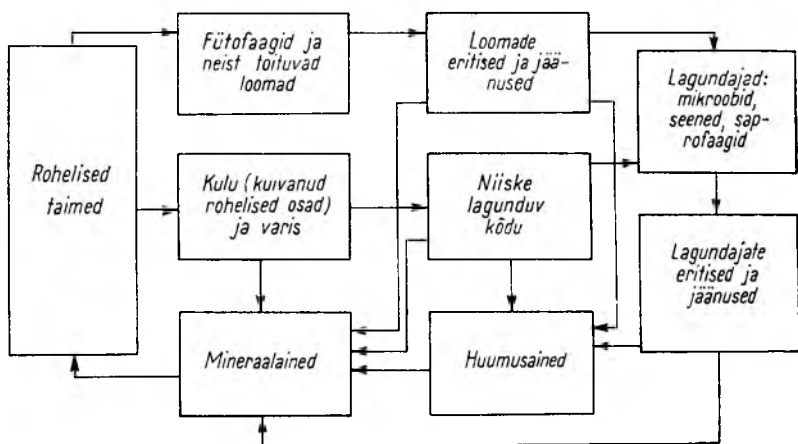 Rohelised
taimed
Fütofaagid ja
neist toituvad
loomad
Loomade
eritised ja jää-
nused
Lagundajad:
mikroobid,
seened, sap-
rofaagid
Kulu (kuivanud
rohelised osad)
ja varis
Niiske
lagunduv
kõdu
Lagundajate
eritised ja
jäänused
Mineraalained
Huumusained